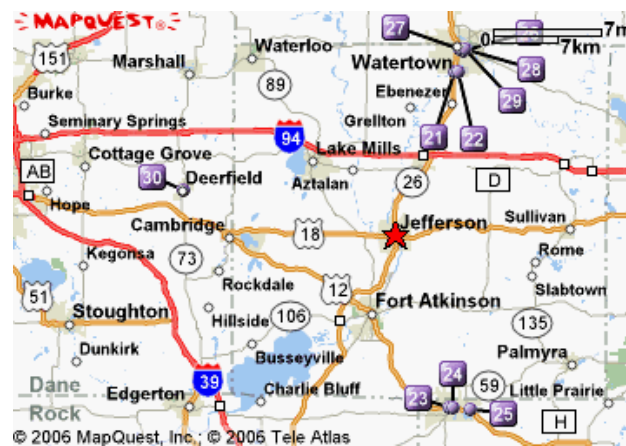 MAPQUEST®
27
26
7m
0
7km
151
Waterloo
Marshall
Watertown
28
89
Ebenezer
29
Burke
Grellton
Seminary Springs
21
22
94
Lake Mills
Cottage Grove
AB
30
Deerfield
Aztalan
26
D
Hope
Jefferson
Sullivan
Cambridge
18
Kegonsa
73
Rome
Rockdale
12
Slabtown
51
Stoughton
Fort Atkinson
Hillside
106
135
Dunkirk
Busseyville
Palmyra
39
24
Dane
23
59
Little Prairie
Rock
Edgerton
Charlie Bluff
25
H
© 2006 MapQuest, Inc.; © 2006 Tele Atlas